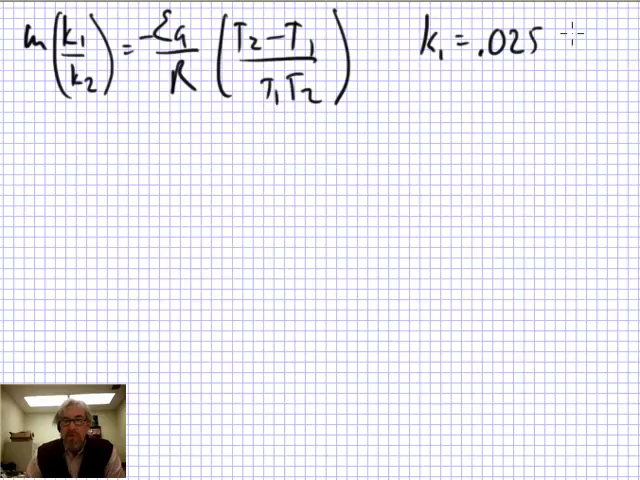 ln(k₁/k₂) = -Ea/R (T₂-T₁/T₁T₂)
k₁ = .025